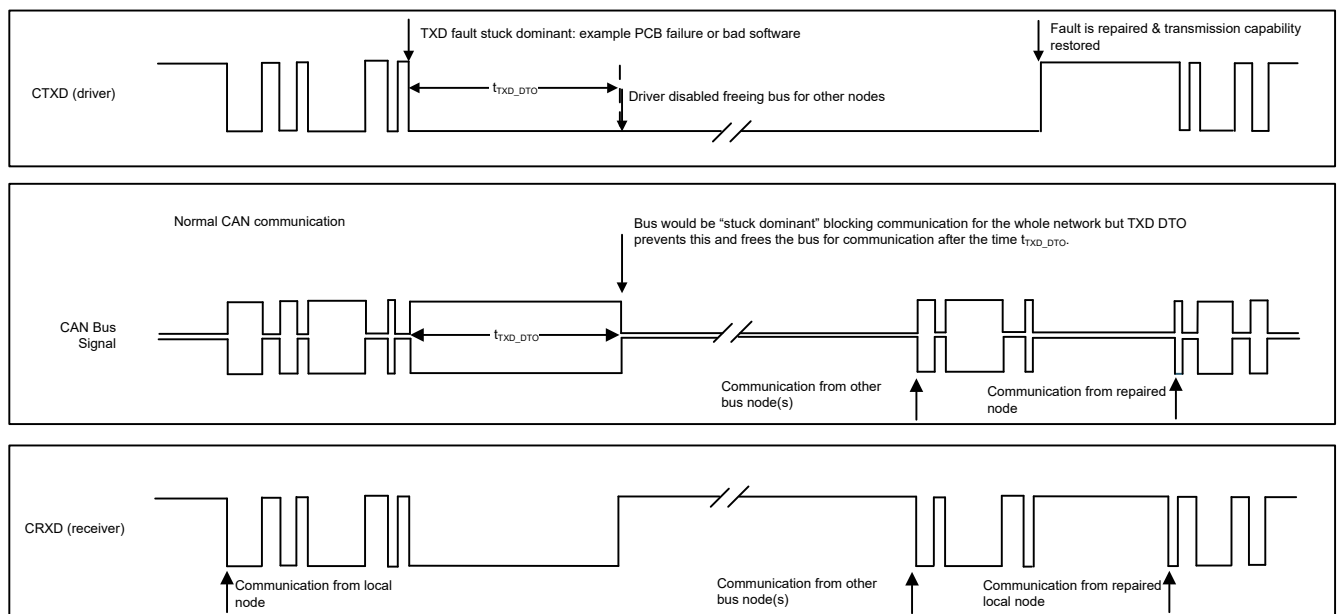 TXD fault stuck dominant: example PCB failure or bad software
Fault is repaired & transmission capability
restored
CTXD (driver)
tTXD_DTO
Driver disabled freeing bus for other nodes
Normal CAN communication
Bus would be “stuck dominant” blocking communication for the whole network but TXD DTO
prevents this and frees the bus for communication after the time tTXD_DTO.
CAN Bus
Signal
tTXD_DTO
Communication from other
bus node(s)
Communication from repaired
node
CRXD (receiver)
Communication from local
node
Communication from other
bus node(s)
Communication from repaired
local node